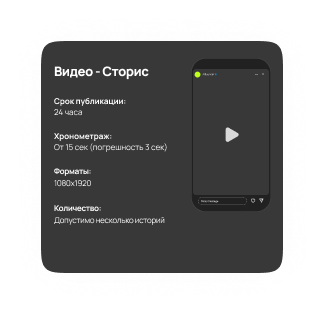 Видео - Сторис
Срок публикации:
24 часа
Хронометраж:
От 15 сек (погрешность 3 сек)
Форматы:
1080x1920
Количество:
Допустимо несколько историй